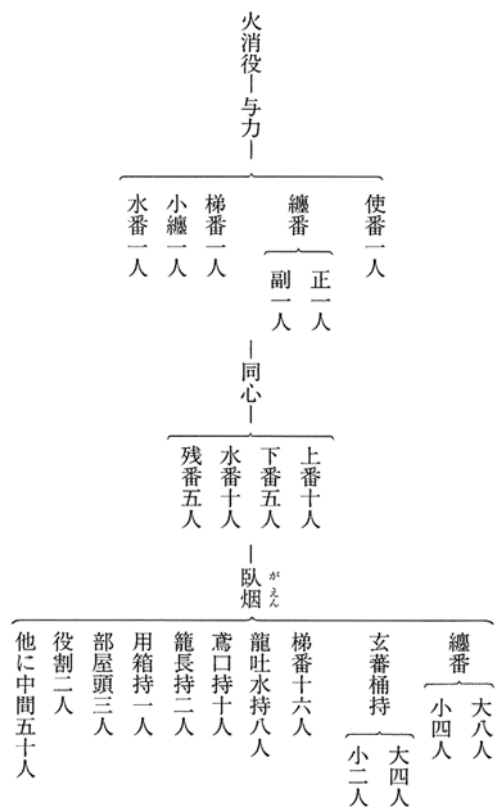 火消役―与力―
使番一人
纏番
正一人
副一人
梯番一人
小纏一人
水番一人
―同心―
上番十人
下番五人
水番十人
残番五人
―臥烟
がえん
纏番
大八人
小四人
玄蕃桶持
大四人
小二人
梯番十六人
龍吐水持八人
鳶口持十人
籠長持二人
用箱持一人
部屋頭三人
役割二人
他に中間五十人